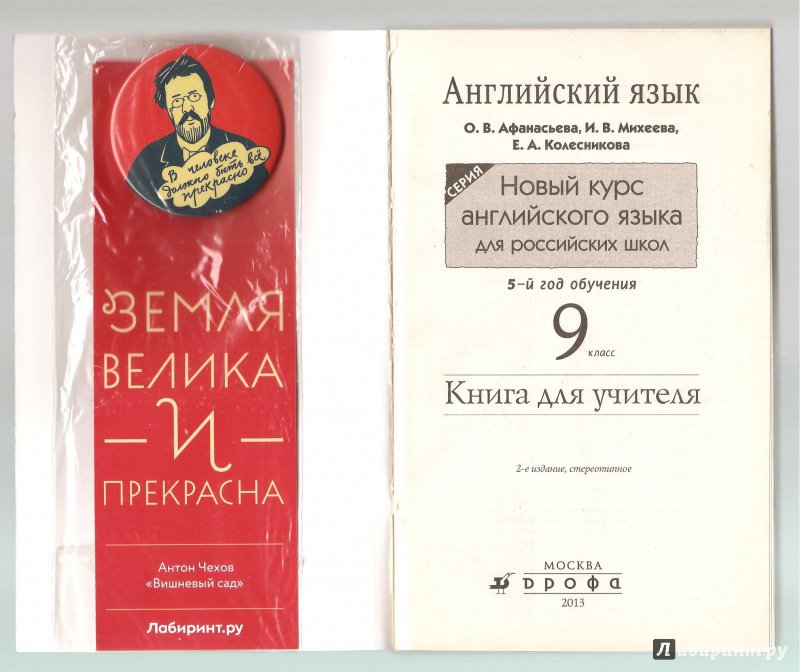 В человеке
должно быть всё
прекрасно
ЗЕМЛЯ
ВЕЛИКА
И
ПРЕКРАСНА
Антон Чехов
«Вишневый сад»
Лабиринт.ру
Английский язык
О. В. Афанасьева, И. В. Михеева,
Е. А. Колесникова
СЕРИЯ
Новый курс
английского языка
для российских школ
5-й год обучения
9
класс
Книга для учителя
2-е издание, стереотипное
МОСКВА
дрофа
2013
Лабиринт.ру